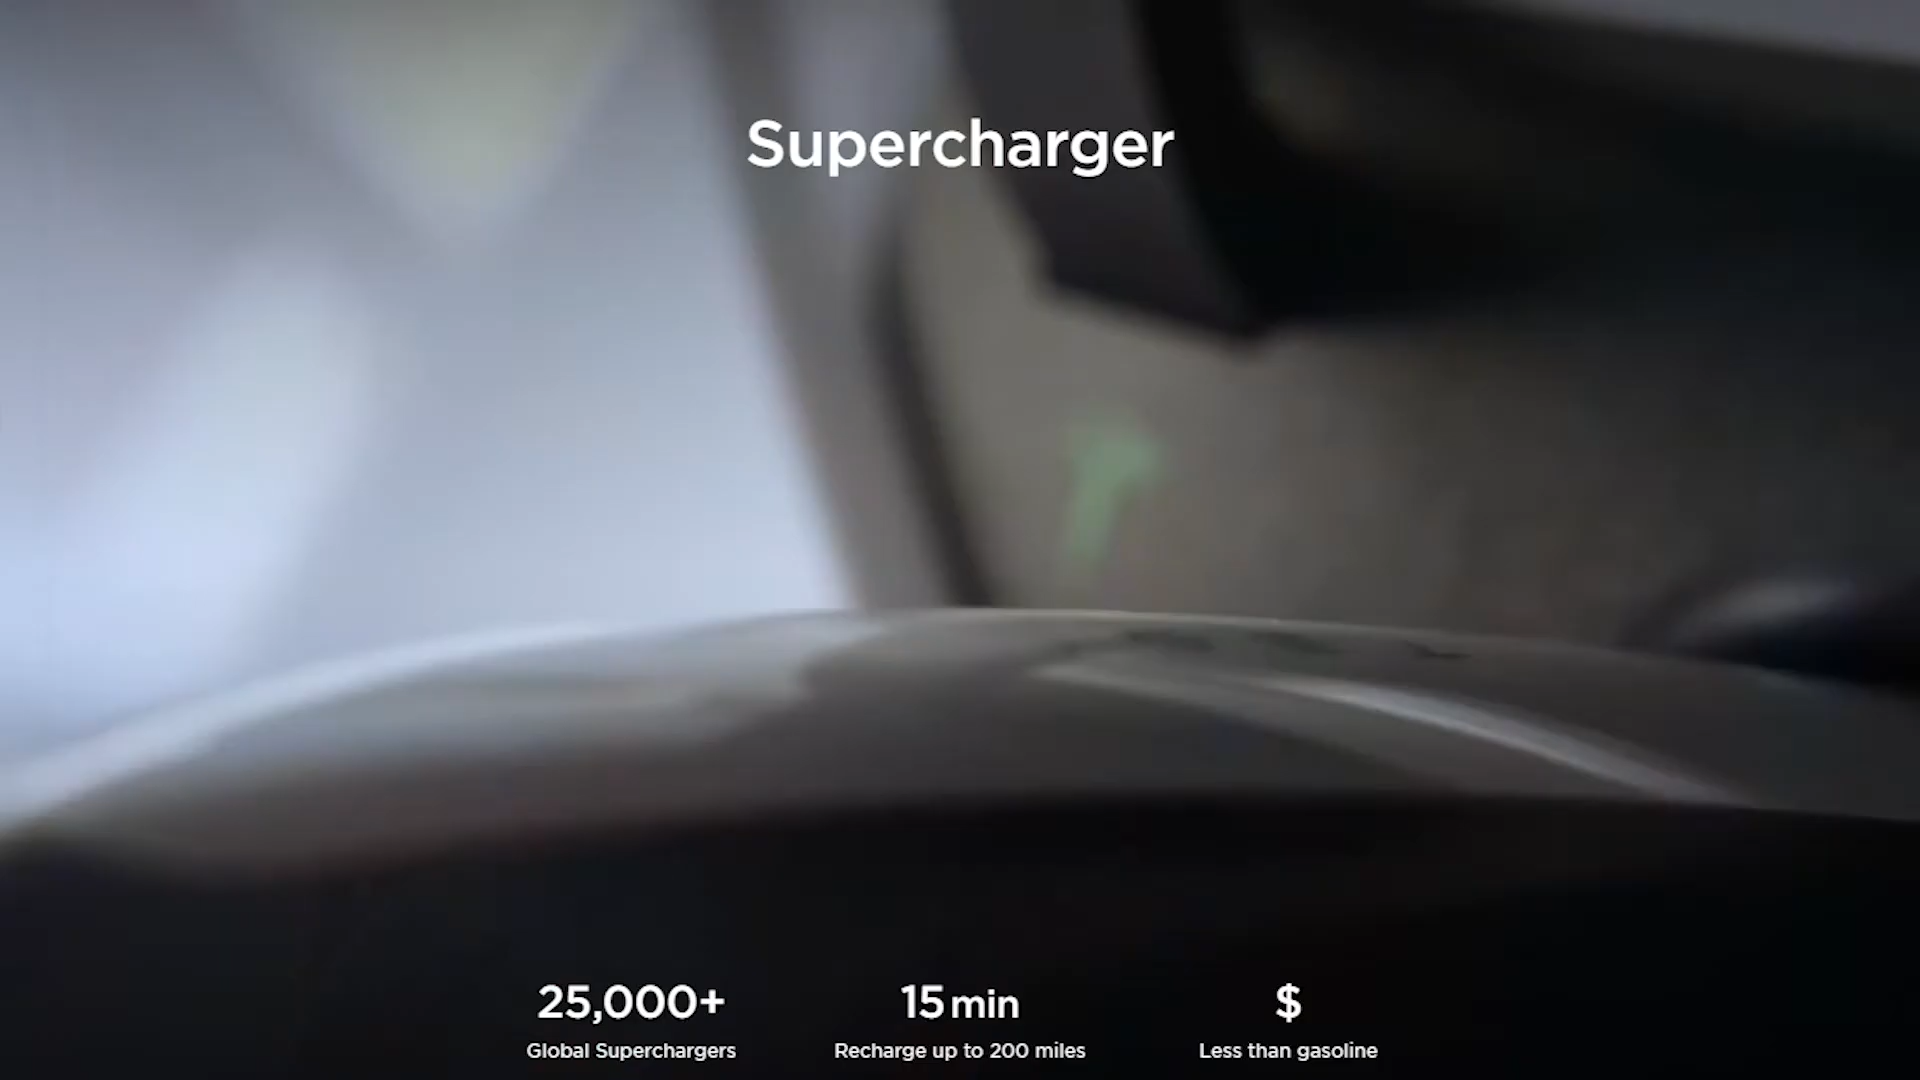 Supercharger
25,000+
Global Superchargers
15 min
Recharge up to 200 miles
$
Less than gasoline